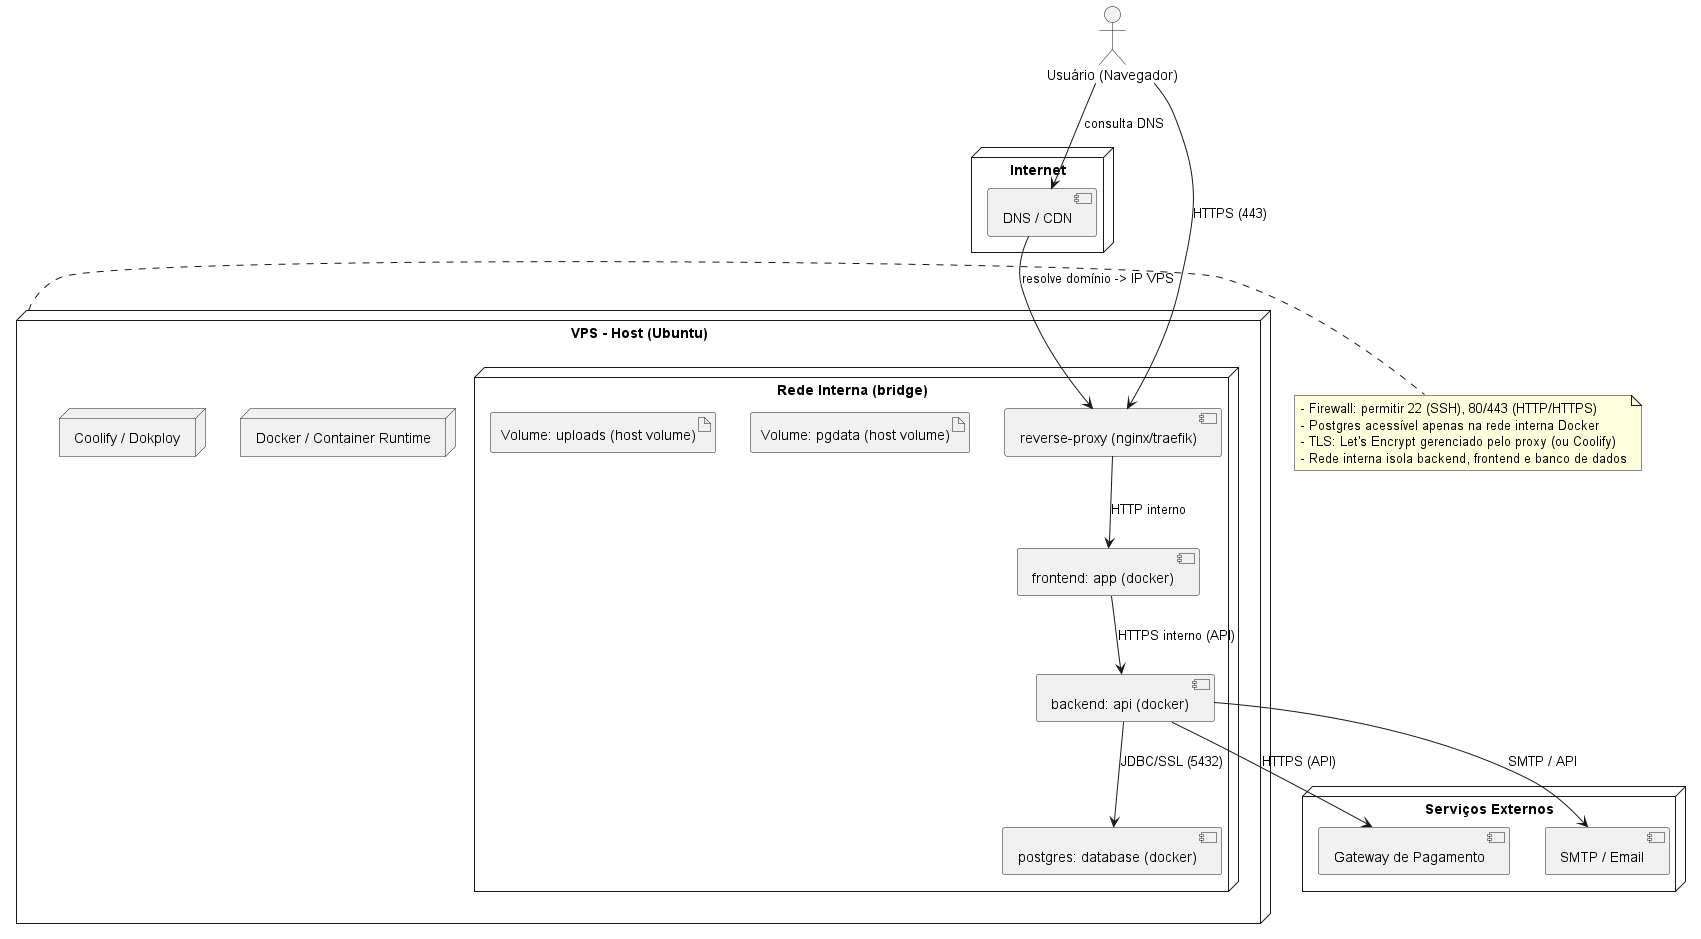 Usuário (Navegador)
consulta DNS
Internet
DNS / CDN
HTTPS (443)
resolve domínio -> IP VPS
VPS - Host (Ubuntu)
Rede Interna (bridge)
Coolify / Dokploy
Docker / Container Runtime
Volume: uploads (host volume)
Volume: pgdata (host volume)
reverse-proxy (nginx/traefik)
- Firewall: permitir 22 (SSH), 80/443 (HTTP/HTTPS)
- Postgres acessível apenas na rede interna Docker
- TLS: Let's Encrypt gerenciado pelo proxy (ou Coolify)
- Rede interna isola backend, frontend e banco de dados
HTTP interno
frontend: app (docker)
HTTPS interno (API)
backend: api (docker)
JDBC/SSL (5432)
HTTPS (API)
SMTP / API
postgres: database (docker)
Serviços Externos
Gateway de Pagamento
SMTP / Email